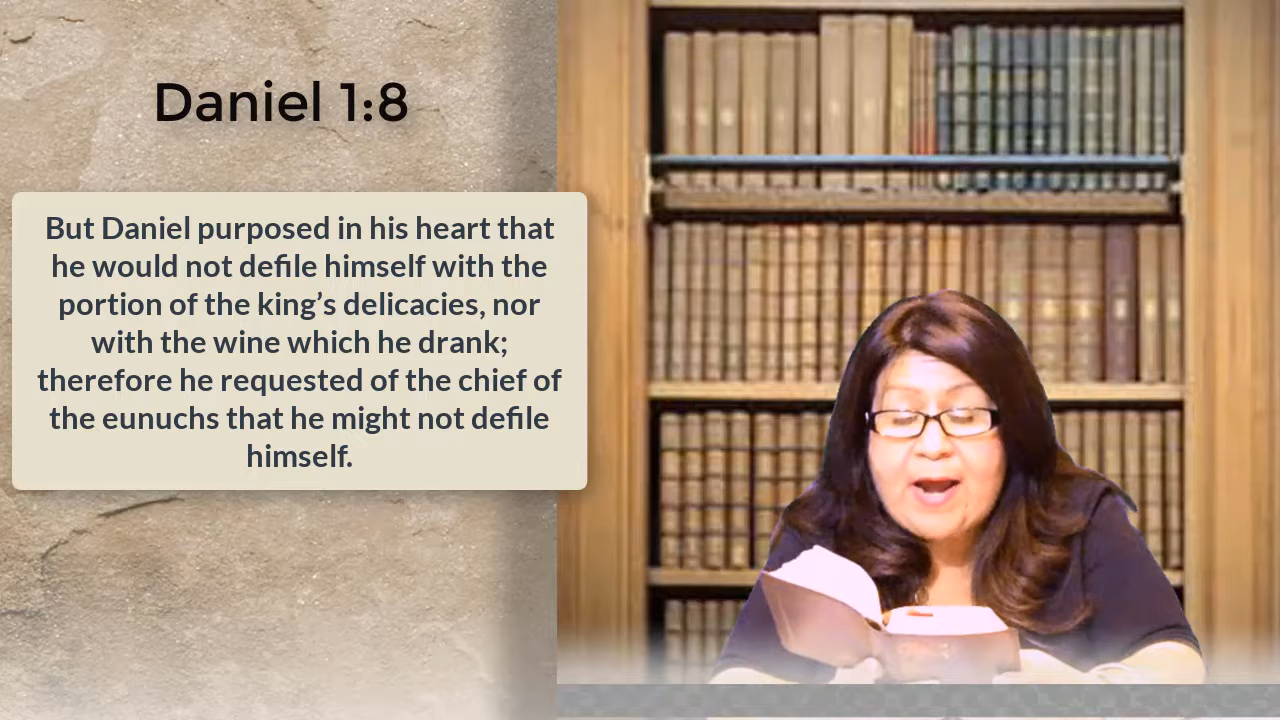 Daniel 1:8
But Daniel purposed in his heart that
he would not defile himself with the
portion of the king’s delicacies, nor
with the wine which he drank;
therefore he requested of the chief of
the eunuchs that he might not defile
himself.